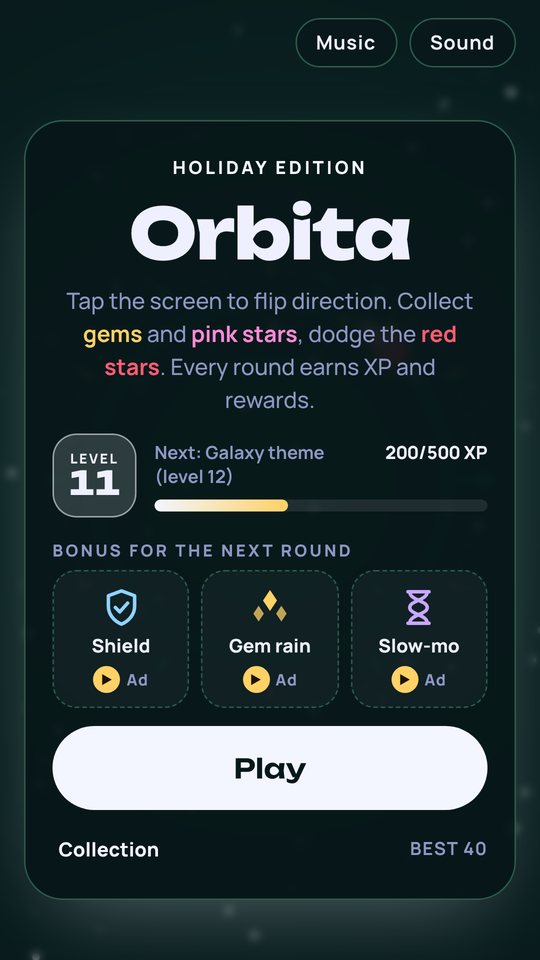 Music
Sound
HOLIDAY EDITION
Orbita
Tap the screen to flip direction. Collect
gems and pink stars, dodge the red
stars. Every round earns XP and
rewards.
LEVEL
11
Next: Galaxy theme
(level 12)
200/500 XP
BONUS FOR THE NEXT ROUND
Shield
Ad
Gem rain
Ad
Slow-mo
Ad
Play
Collection
BEST 40